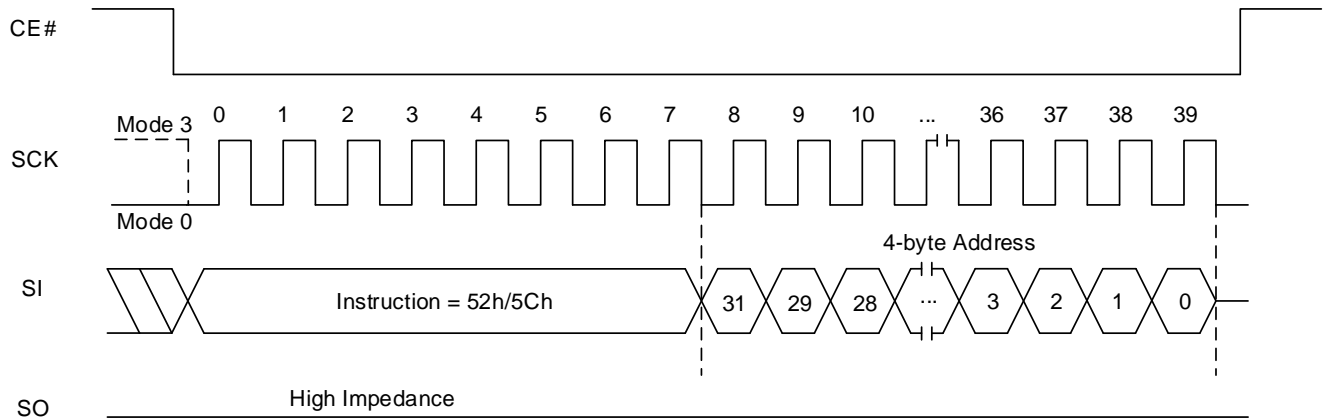 CE#
0 1 2 3 4 5 6 7 8 9 10 ... 36 37 38 39
Mode 3
SCK
Mode 0
4-byte Address
SI
Instruction = 52h/5Ch 31 29 28 ... 3 2 1 0
High Impedance
SO